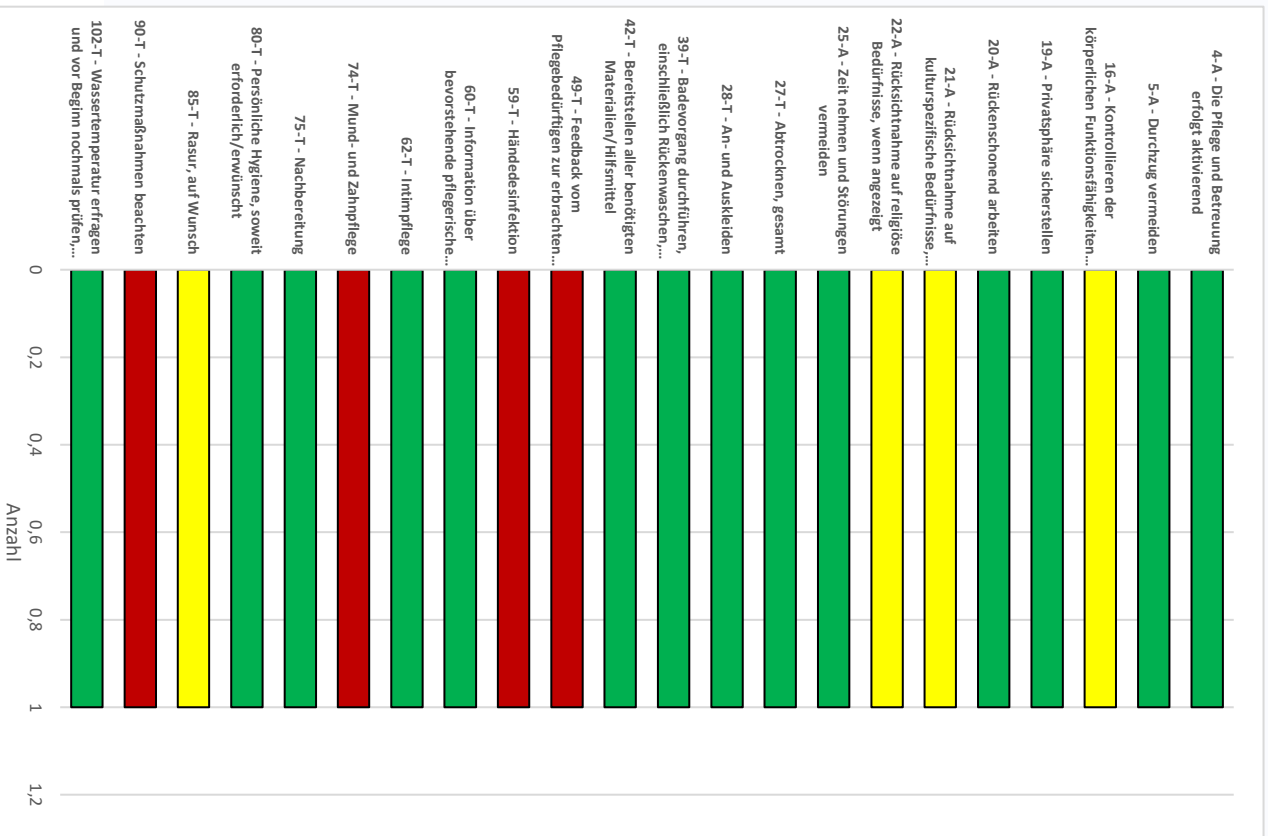 4-A - Die Pflege und Betreuung
erfolgt aktivierend
5-A - Durchzug vermeiden
16-A - Kontrollieren der
körperlichen Funktionsfähigkeiten…
19-A - Privatsphäre sicherstellen
20-A - Rückenschonend arbeiten
21-A - Rücksichtnahme auf
kulturspezifische Bedürfnisse,…
22-A - Rücksichtnahme auf religiöse
Bedürfnisse, wenn angezeigt
25-A - Zeit nehmen und Störungen
vermeiden
27-T - Abtrocknen, gesamt
28-T - An- und Auskleiden
39-T - Badevorgang durchführen,
einschließlich Rückenwaschen,…
42-T - Bereitstellen aller benötigten
Materialien/Hilfsmittel
49-T - Feedback vom
Pflegebedürftigen zur erbrachten…
59-T - Händedesinfektion
60-T - Information über
bevorstehende pflegerische…
62-T - Intimpflege
74-T - Mund- und Zahnpflege
75-T - Nachbereitung
80-T - Persönliche Hygiene, soweit
erforderlich/erwünscht
85-T - Rasur, auf Wunsch
90-T - Schutzmaßnahmen beachten
102-T - Wassertemperatur erfragen
und vor Beginn nochmals prüfen,…
0
0,2
0,4
0,6
0,8
1
1,2
Anzahl